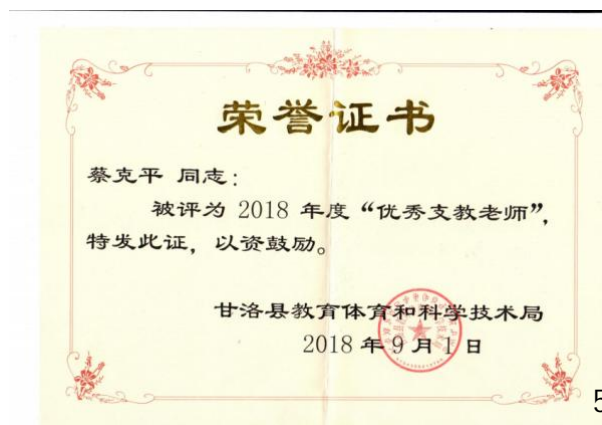 荣誉证书
蔡克平 同志:
被评为 2018 年度“优秀支教老师”,
特发此证, 以资鼓励。
甘洛县教育体育和科学技术局
2018 年 9 月 1 日
5